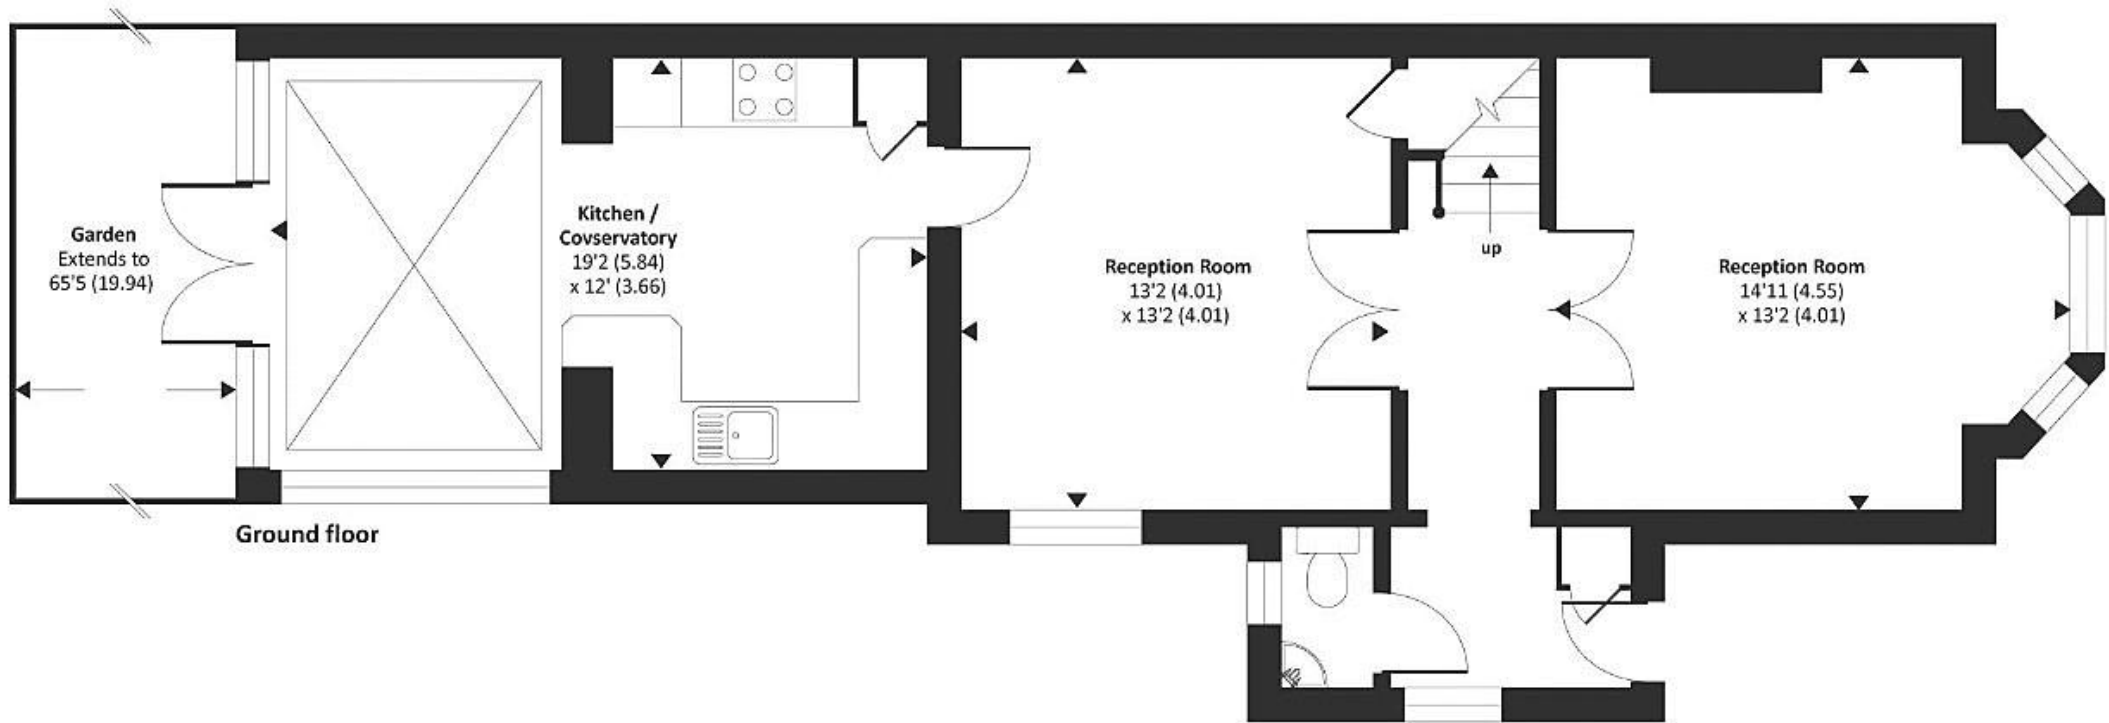 Garden
Extends to
65'5 (19.94)
Kitchen /
Covservatory
19'2 (5.84)
x 12' (3.66)
Reception Room
13'2 (4.01)
x 13'2 (4.01)
up
Reception Room
14'11 (4.55)
x 13'2 (4.01)
Ground floor